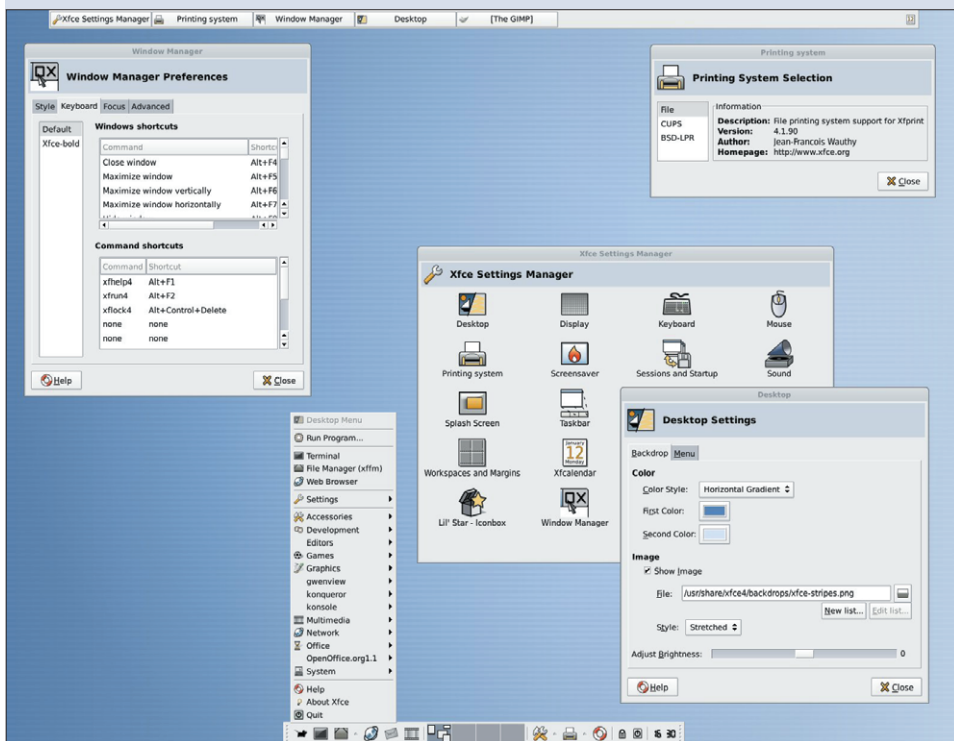 Xfce Settings Manager
Printing system
Window Manager
Desktop
[The GIMP]
Window Manager
Window Manager Preferences
Style Keyboard Focus Advanced
Default
Xfce-bold
Windows shortcuts
Command
Close window Alt+F4
Maximize window Alt+F5
Maximize window vertically Alt+F6
Maximize window horizontally Alt+F7
Command shortcuts
Command Shortcut
xfhelp4 Alt+F1
xfrun4 Alt+F2
xflock4 Alt+Control+Delete
none none
none none
Help
Close
Printing system
Printing System Selection
File
CUPS
BSD-LPR
Information
Description: File printing system support for Xfprint
Version: 4.1.90
Author: Jean-Francois Wauthy
Homepage: http://www.xfce.org
Close
Xfce Settings Manager
Xfce Settings Manager
Desktop
Display
Keyboard
Mouse
Printing system
Screensaver
Sessions and Startup
Sound
Splash Screen
Taskbar
Workspaces and Margins
January
12
Monday
Xfcalendar
Lil' Star - Iconbox
Window Manager
Desktop
Desktop Settings
Backdrop Menu
Color
Color Style: Horizontal Gradient
First Color:
Second Color:
Image
Show Image
File: /usr/share/xfce4/backdrops/xfce-stripes.png
New list... Edit list...
Style: Stretched
Adjust Brightness: 0
Help
Close
Desktop Menu
Run Program...
Terminal
File Manager (xffm)
Web Browser
Settings
Accessories
Development
Editors
Games
Graphics
gwenview
konqueror
konsole
Multimedia
Network
Office
OpenOffice.org1.1
System
Help
About Xfce
Quit